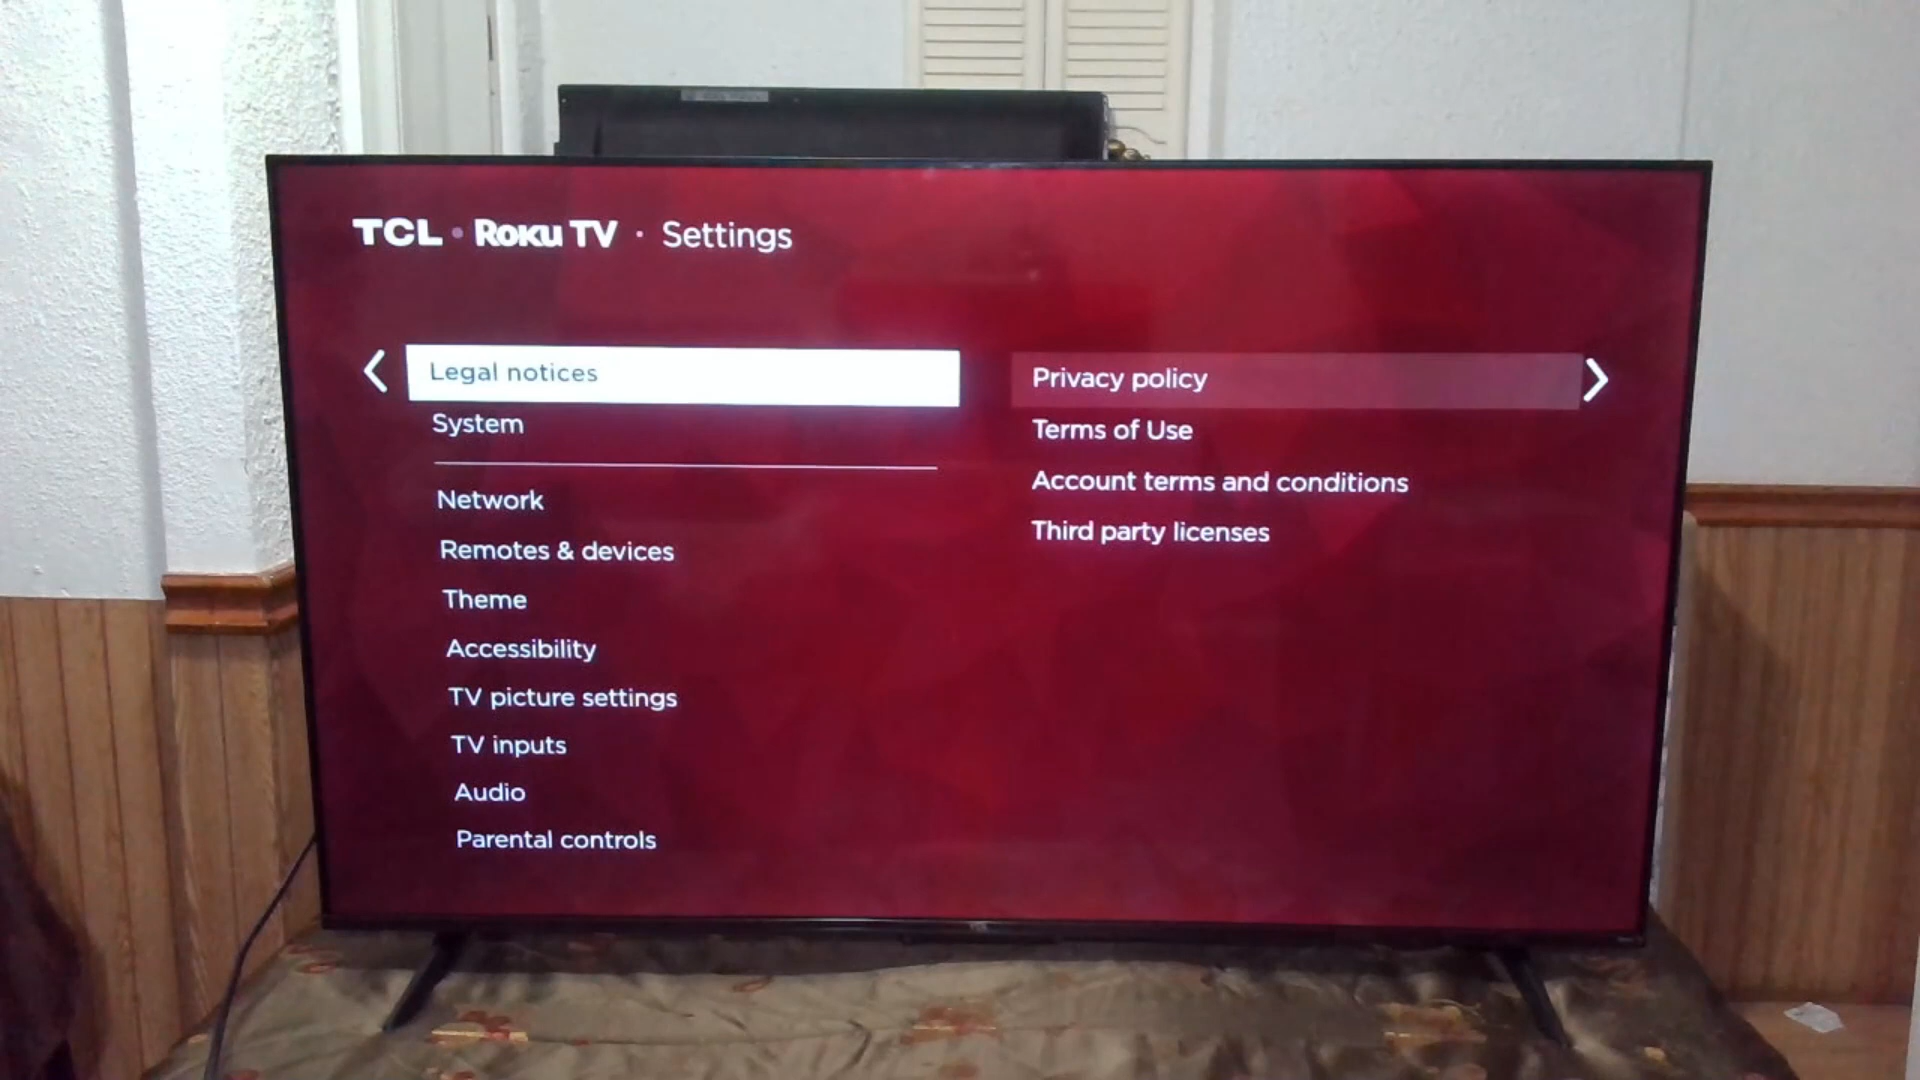 TCL • Roku TV • Settings
Legal notices
System
Network
Remotes & devices
Theme
Accessibility
TV picture settings
TV inputs
Audio
Parental controls
Privacy policy
Terms of Use
Account terms and conditions
Third party licenses